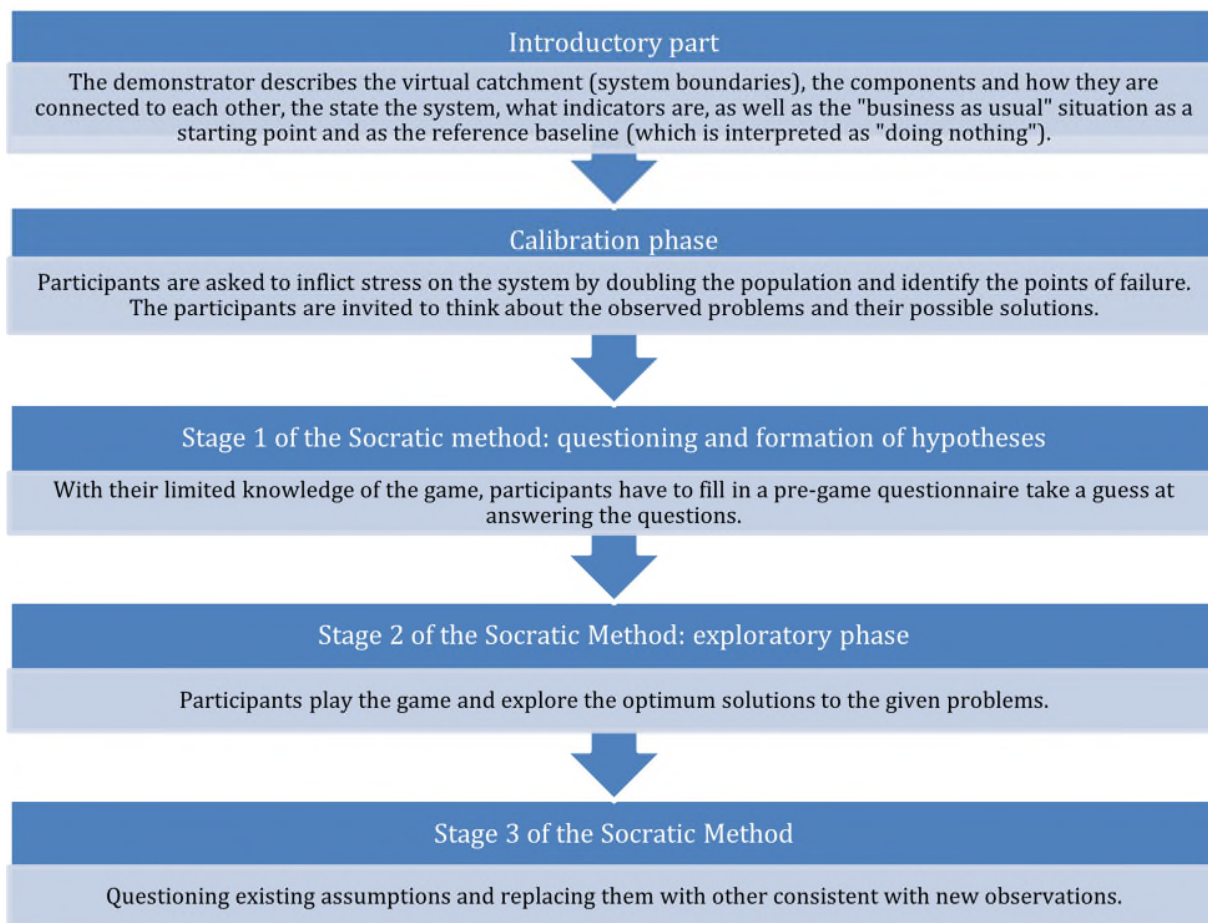 Introductory part
The demonstrator describes the virtual catchment (system boundaries), the components and how they are
connected to each other, the state the system, what indicators are, as well as the "business as usual" situation as a
starting point and as the reference baseline (which is interpreted as "doing nothing").
Calibration phase
Participants are asked to inflict stress on the system by doubling the population and identify the points of failure.
The participants are invited to think about the observed problems and their possible solutions.
Stage 1 of the Socratic method: questioning and formation of hypotheses
With their limited knowledge of the game, participants have to fill in a pre-game questionnaire take a guess at
answering the questions.
Stage 2 of the Socratic Method: exploratory phase
Participants play the game and explore the optimum solutions to the given problems.
Stage 3 of the Socratic Method
Questioning existing assumptions and replacing them with other consistent with new observations.